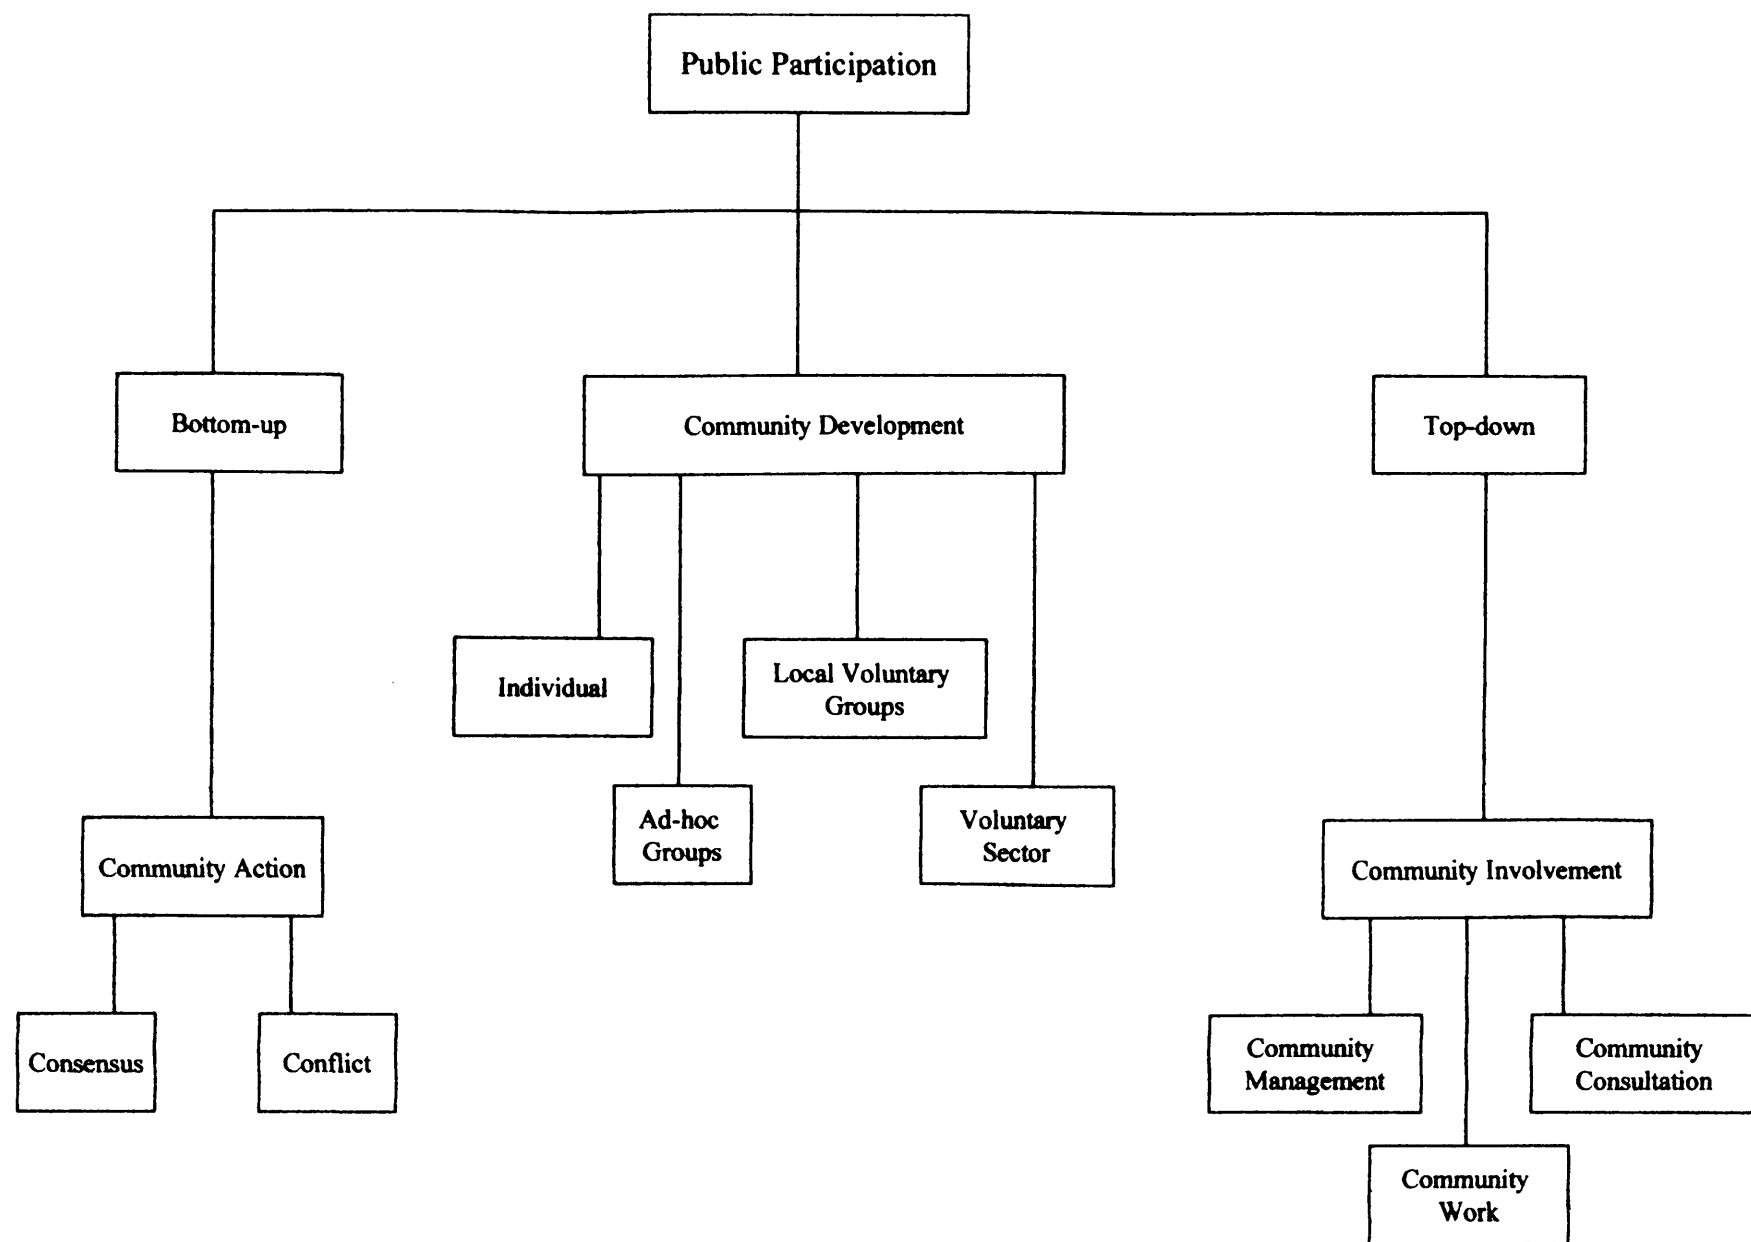 Public Participation
Bottom-up
Community Development
Top-down
Individual
Local Voluntary
Groups
Ad-hoc
Groups
Voluntary
Sector
Community Action
Community Involvement
Consensus
Conflict
Community
Management
Community
Consultation
Community
Work